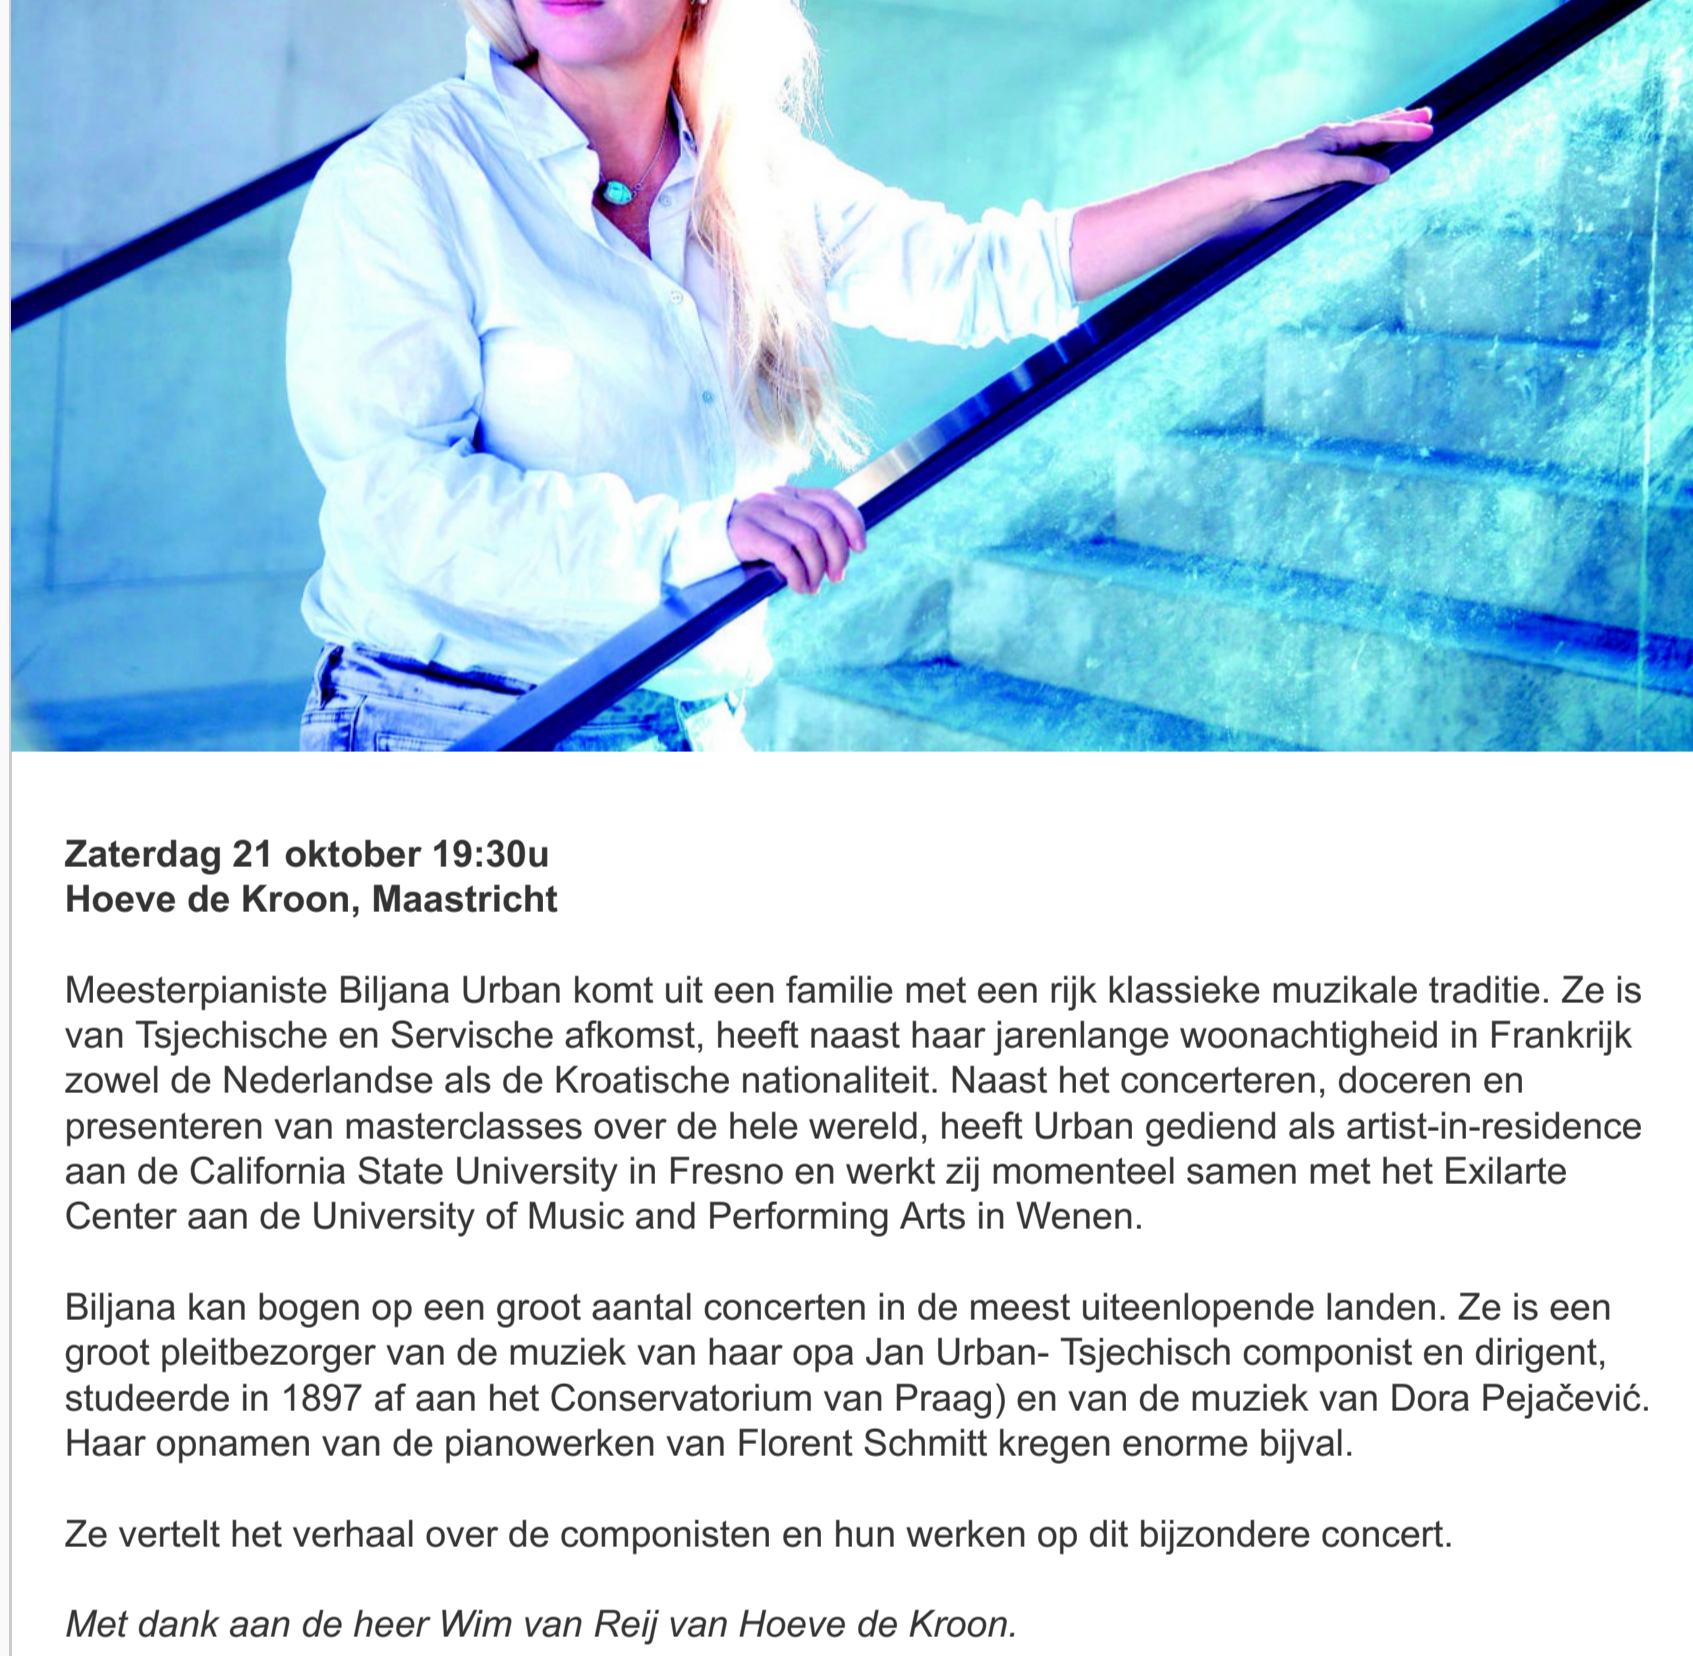 Zaterdag 21 oktober 19:30u
Hoeve de Kroon, Maastricht
Meesterpianiste Biljana Urban komt uit een familie met een rijk klassieke muzikale traditie. Ze is
van Tsjechische en Servische afkomst, heeft naast haar jarenlange woonachtigheid in Frankrijk
zowel de Nederlandse als de Kroatische nationaliteit. Naast het concerteren, doceren en
presenteren van masterclasses over de hele wereld, heeft Urban gediend als artist-in-residence
aan de California State University in Fresno en werkt zij momenteel samen met het Exilarte
Center aan de University of Music and Performing Arts in Wenen.
Biljana kan bogen op een groot aantal concerten in de meest uiteenlopende landen. Ze is een
groot pleitbezorger van de muziek van haar opa Jan Urban- Tsjechisch componist en dirigent,
studeerde in 1897 af aan het Conservatorium van Praag) en van de muziek van Dora Pejačević.
Haar opnamen van de pianowerken van Florent Schmitt kregen enorme bijval.
Ze vertelt het verhaal over de componisten en hun werken op dit bijzondere concert.
Met dank aan de heer Wim van Reij van Hoeve de Kroon.